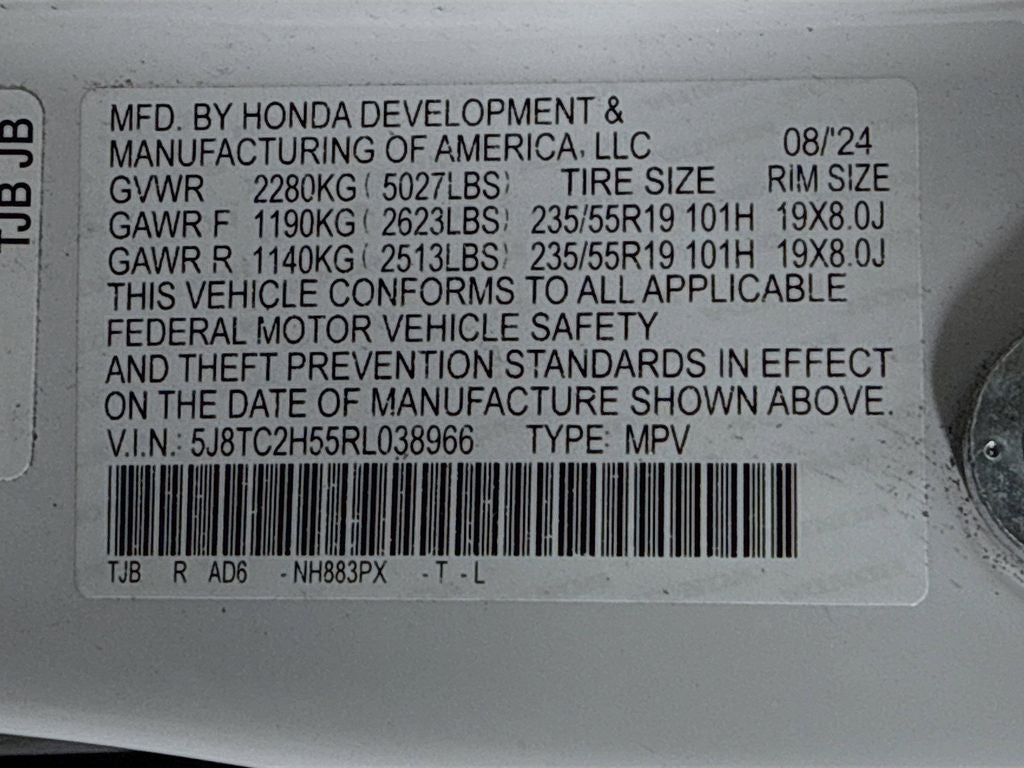 TJB JB
MFD. BY HONDA DEVELOPMENT &
MANUFACTURING OF AMERICA, LLC 08/'24
GVWR 2280KG ( 5027LBS) TIRE SIZE RIM SIZE
GAWR F 1190KG ( 2623LBS) 235/55R19 101H 19X8.0J
GAWR R 1140KG ( 2513LBS) 235/55R19 101H 19X8.0J
THIS VEHICLE CONFORMS TO ALL APPLICABLE
FEDERAL MOTOR VEHICLE SAFETY
AND THEFT PREVENTION STANDARDS IN EFFECT
ON THE DATE OF MANUFACTURE SHOWN ABOVE.
V.I.N.: 5J8TC2H55RL038966 TYPE: MPV
TJB R AD6 -NH883PX -T -L